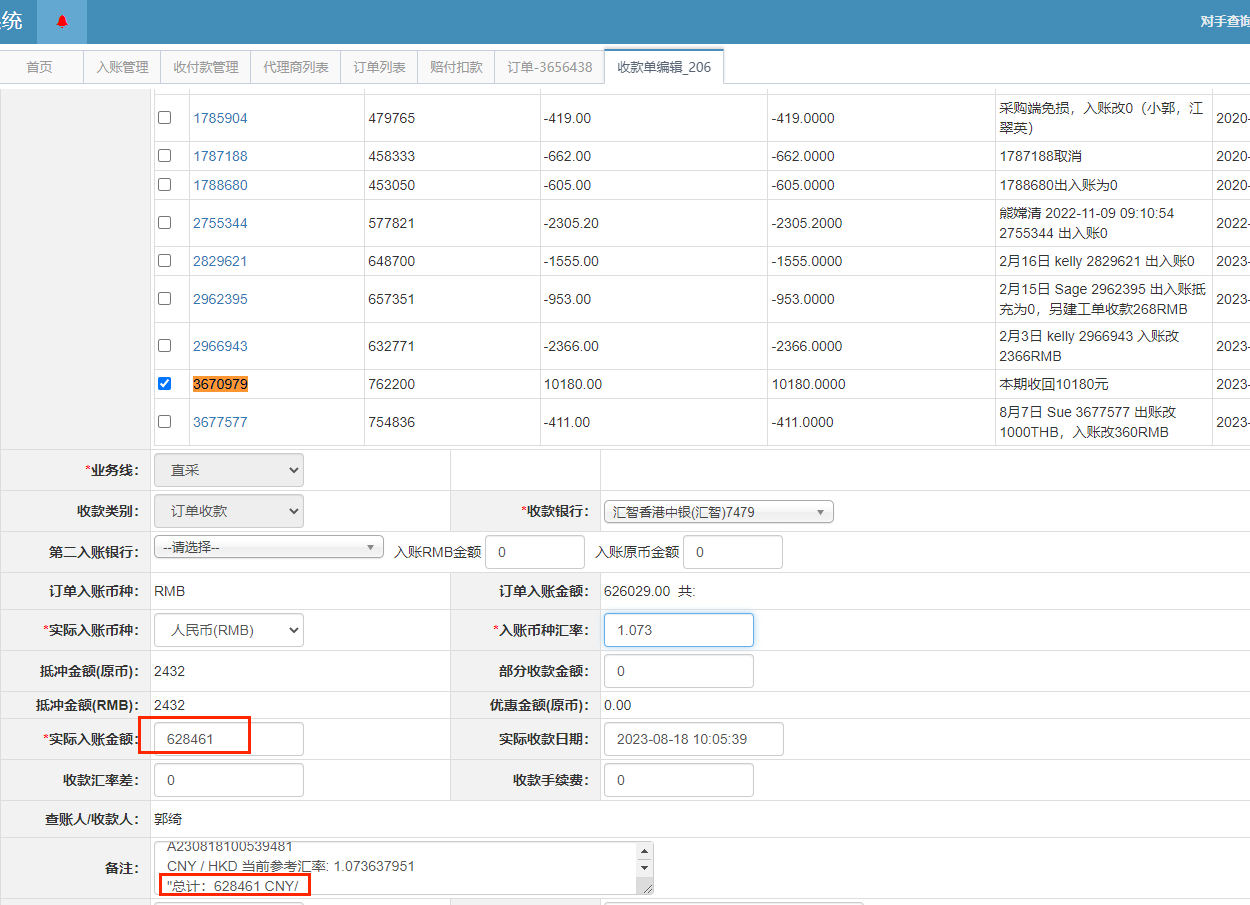 统
对手查询
首页 入账管理 收付款管理 代理商列表 订单列表 赔付扣款 订单-3656438 收款单编辑_206
1785904 479765 -419.00 -419.0000 采购端免损，入账改0（小郭，江
翠英） 2020-
1787188 458333 -662.00 -662.0000 1787188取消 2020-
1788680 453050 -605.00 -605.0000 1788680出入账为0 2020-
2755344 577821 -2305.20 -2305.2000 熊嫦清 2022-11-09 09:10:54
2755344 出入账0 2022-
2829621 648700 -1555.00 -1555.0000 2月16日 kelly 2829621 出入账0 2023-
2962395 657351 -953.00 -953.0000 2月15日 Sage 2962395 出入账抵
充为0，另建工单收款268RMB 2023-
2966943 632771 -2366.00 -2366.0000 2月3日 kelly 2966943 入账改
2366RMB 2023-
3670979 762200 10180.00 10180.0000 本期收回10180元 2023-
3677577 754836 -411.00 -411.0000 8月7日 Sue 3677577 出账改
1000THB，入账改360RMB 2023-
*业务线： 直采
收款类别： 订单收款 *收款银行： 汇智香港中银(汇智)7479
第二入账银行： --请选择-- 入账RMB金额 0 入账原币金额 0
订单入账币种： RMB 订单入账金额： 626029.00 共:
*实际入账币种： 人民币(RMB) *入账币种汇率： 1.073
抵冲金额(原币)： 2432 部分收款金额： 0
抵冲金额(RMB)： 2432 优惠金额(原币)： 0.00
*实际入账金额： 628461 实际收款日期： 2023-08-18 10:05:39
收款汇率差： 0 收款手续费： 0
查账人/收款人： 郭绮
备注： A230818100539481
CNY / HKD 当前参考汇率: 1.073637951
"总计：628461 CNY/